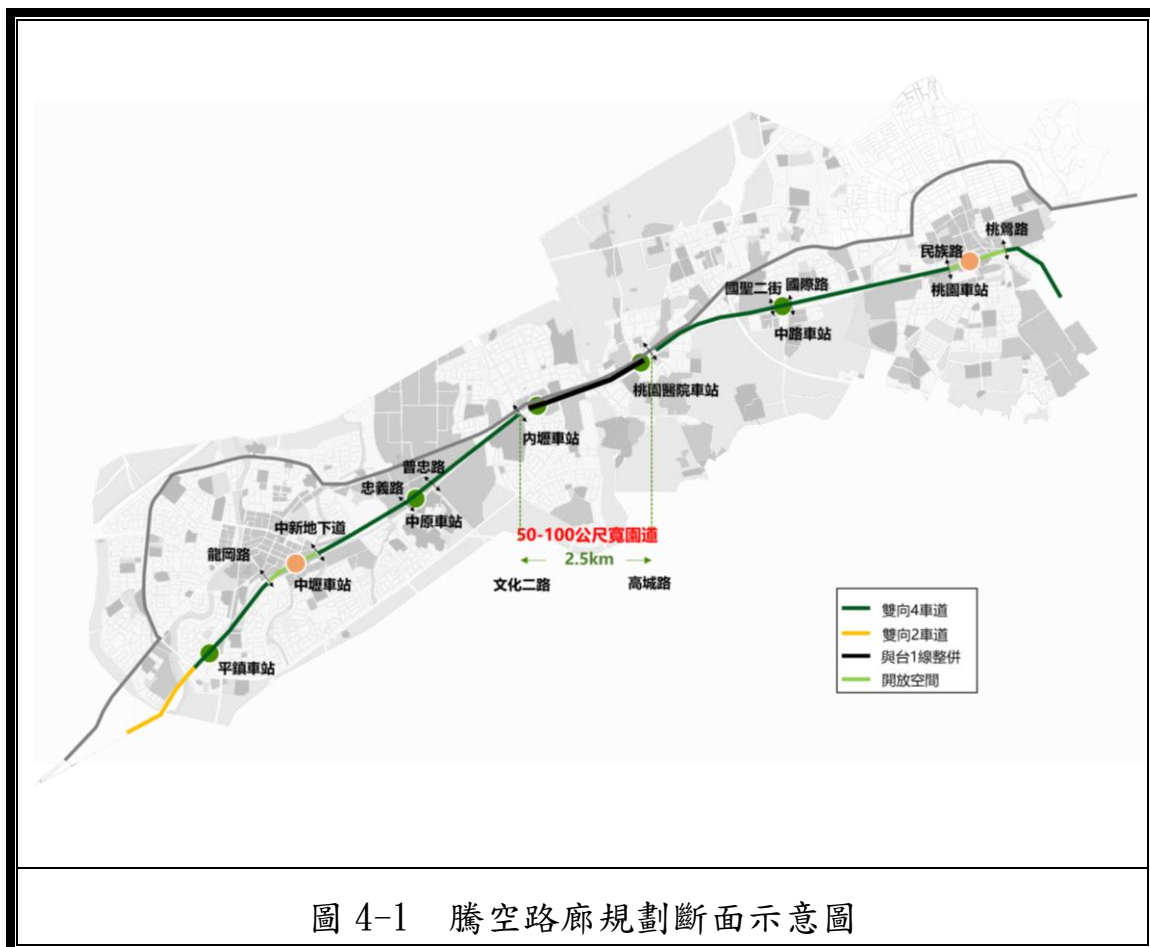 桃鶯路
民族路
桃園車站
國聖二街 國際路
中路車站
桃園醫院車站
內壢車站
普忠路
忠義路
中原車站
50-100公尺寬園道
2.5km
文化二路
高城路
中新地下道
龍岡路
中壢車站
平鎮車站
雙向4車道
雙向2車道
與台1線整併
開放空間
圖 4-1 騰空路廊規劃斷面示意圖